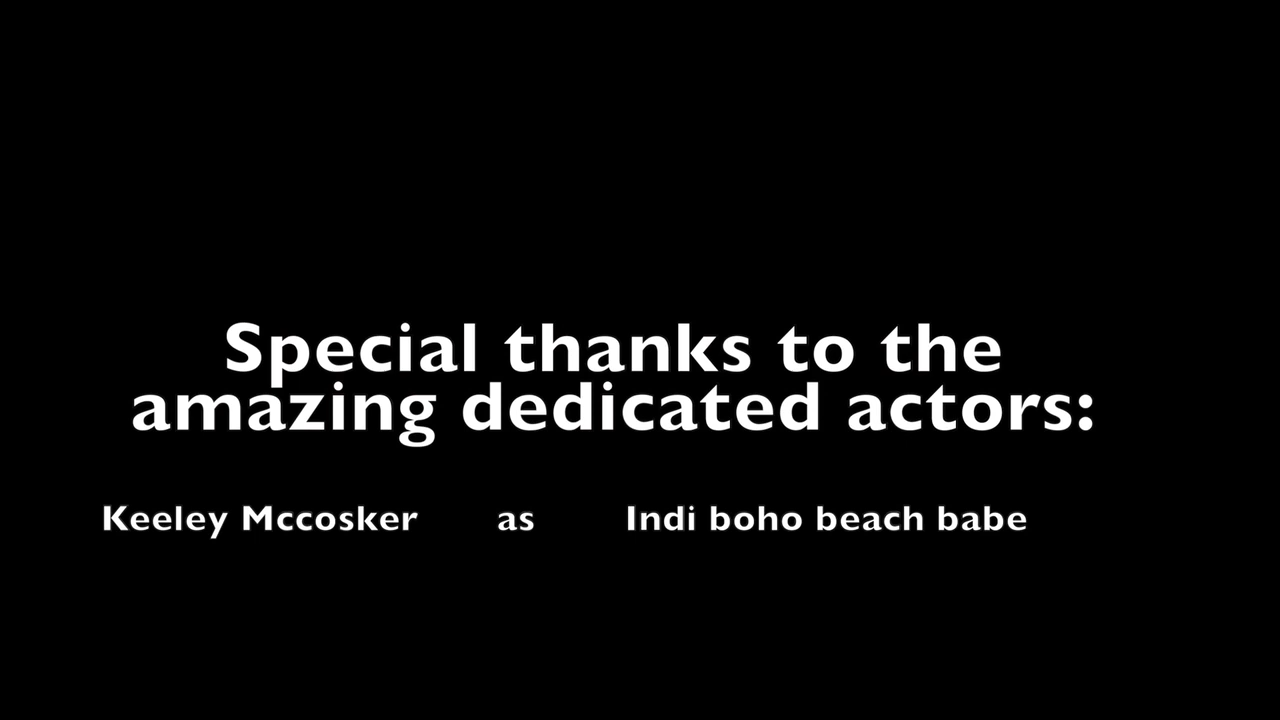 Special thanks to the
amazing dedicated actors:
Keeley Mccosker as Indi boho beach babe